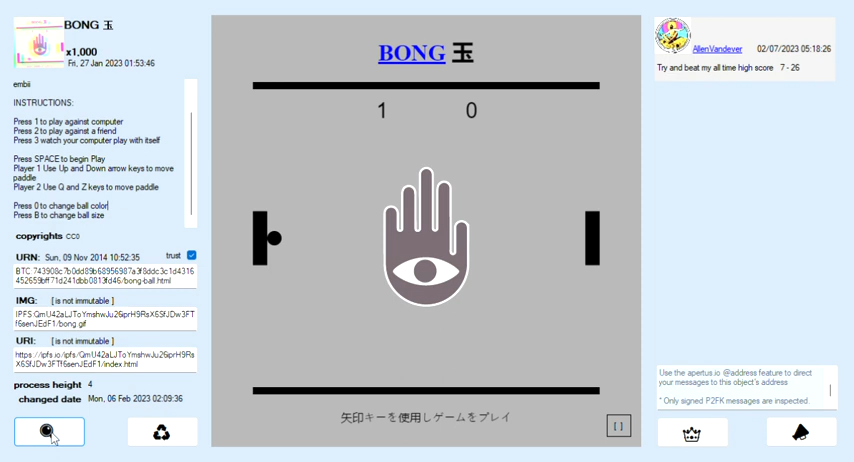 BONG 玉
x1,000
Fri, 27 Jan 2023 01:53:46
embii
INSTRUCTIONS:
Press 1 to play against computer
Press 2 to play against a friend
Press 3 watch your computer play with itself
Press SPACE to begin Play
Player 1 Use Up and Down arrow keys to move
paddle
Player 2 Use Q and Z keys to move paddle
Press 0 to change ball color
Press B to change ball size
copyrights CC0
URN: Sun, 09 Nov 2014 10:52:35 trust
BTC:743908c7b0dd89b68956987a3f8ddc3c1d4316
452659bff71d241dbb0813fd46/bong-ball.html
IMG: [ is not immutable ]
IPFS:QmU42aLJToYmshwJu26iprH9RsX6SfJDw3FT
f6senJEdF1/bong.gif
URI: [ is not immutable ]
https://ipfs.io/ipfs/QmU42aLJToYmshwJu26iprH9Rs
X6SfJDw3FTf6senJEdF1/index.html
process height 4
changed date Mon, 06 Feb 2023 02:09:36
BONG 玉
1 0
矢印キーを使用しゲームをプレイ
[ ]
AllenVandever 02/07/2023 05:18:26
Try and beat my all time high score 7 - 26
Use the apertus.io @address feature to direct
your messages to this object's address
* Only signed P2FK messages are inspected.